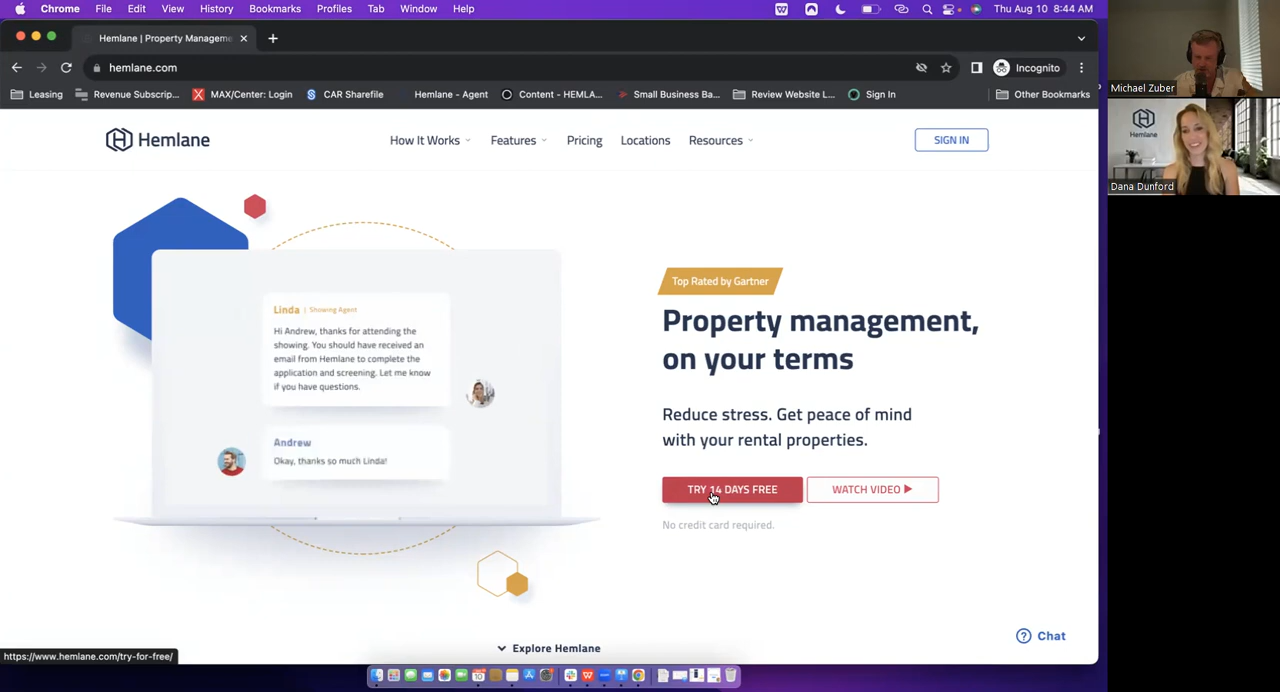 Chrome File Edit View History Bookmarks Profiles Tab Window Help Thu Aug 10 8:44 AM
Hemlane | Property Manageme
hemlane.com Incognito
Leasing Revenue Subscrip... MAX/Center: Login CAR Sharefile Hemlane - Agent Content - HEMLA... Small Business Ba... Review Website L... Sign In Other Bookmarks
Michael Zuber
Hemlane
Dana Dunford
Hemlane How It Works Features Pricing Locations Resources SIGN IN
Top Rated by Gartner
Property management,
on your terms
Reduce stress. Get peace of mind
with your rental properties.
TRY 14 DAYS FREE WATCH VIDEO
No credit card required.
Linda | Showing Agent
Hi Andrew, thanks for attending the
showing. You should have received an
email from Hemlane to complete the
application and screening. Let me know
if you have questions.
Andrew
Okay, thanks so much Linda!
Chat
Explore Hemlane
https://www.hemlane.com/try-for-free/